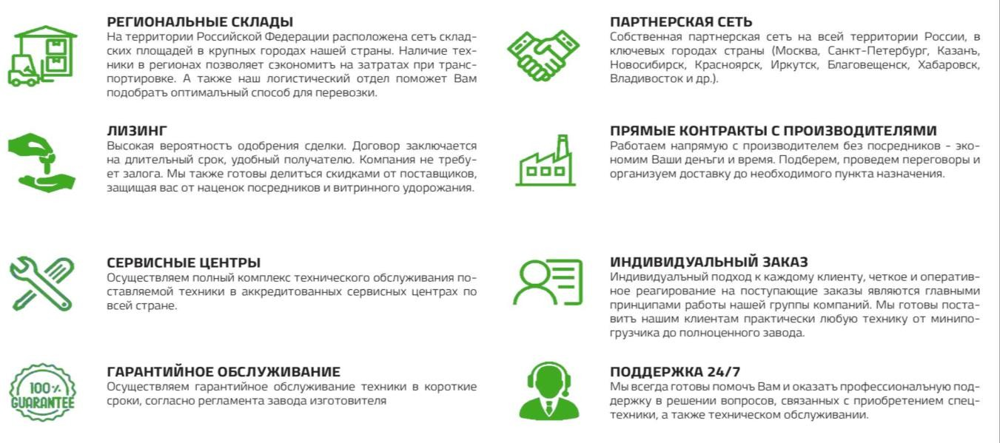 РЕГИОНАЛЬНЫЕ СКЛАДЫ
На территории Российской Федерации расположена сеть склад-
ских площадей в крупных городах нашей страны. Наличие тех-
ники в регионах позволяет сэкономить на затратах при транс-
портировке. А также наш логистический отдел поможет Вам
подобрать оптимальный способ для перевозки.
ПАРТНЕРСКАЯ СЕТЬ
Собственная партнерская сеть на всей территории России, в
ключевых городах страны (Москва, Санкт-Петербург, Казань,
Новосибирск, Красноярск, Иркутск, Благовещенск, Хабаровск,
Владивосток и др.).
ЛИЗИНГ
Высокая вероятность одобрения сделки. Договор заключается
на длительный срок, удобный получателю. Компания не требу-
ет залога. Мы также готовы делиться скидками от поставщиков,
защищая вас от наценок посредников и витринного удорожания.
ПРЯМЫЕ КОНТРАКТЫ С ПРОИЗВОДИТЕЛЯМИ
Работаем напрямую с производителем без посредников - эко-
номим Ваши деньги и время. Подберем, проведем переговоры и
организуем доставку до необходимого пункта назначения.
СЕРВИСНЫЕ ЦЕНТРЫ
Осуществляем полный комплекс технического обслуживания по-
ставляемой техники в аккредитованных сервисных центрах по
всей стране.
ИНДИВИДУАЛЬНЫЙ ЗАКАЗ
Индивидуальный подход к каждому клиенту, четкое и оператив-
ное реагирование на поступающие заказы являются главными
принципами работы нашей группы компаний. Мы готовы поста-
вить нашим клиентам практически любую технику от минипо-
грузчика до полноценного завода.
100%
GUARANTEE
ГАРАНТИЙНОЕ ОБСЛУЖИВАНИЕ
Осуществляем гарантийное обслуживание техники в короткие
сроки, согласно регламента завода изготовителя
ПОДДЕРЖКА 24/7
Мы всегда готовы помочь Вам и оказать профессиональную под-
держку в решении вопросов, связанных с приобретением спец-
техники, а также техническом обслуживании.